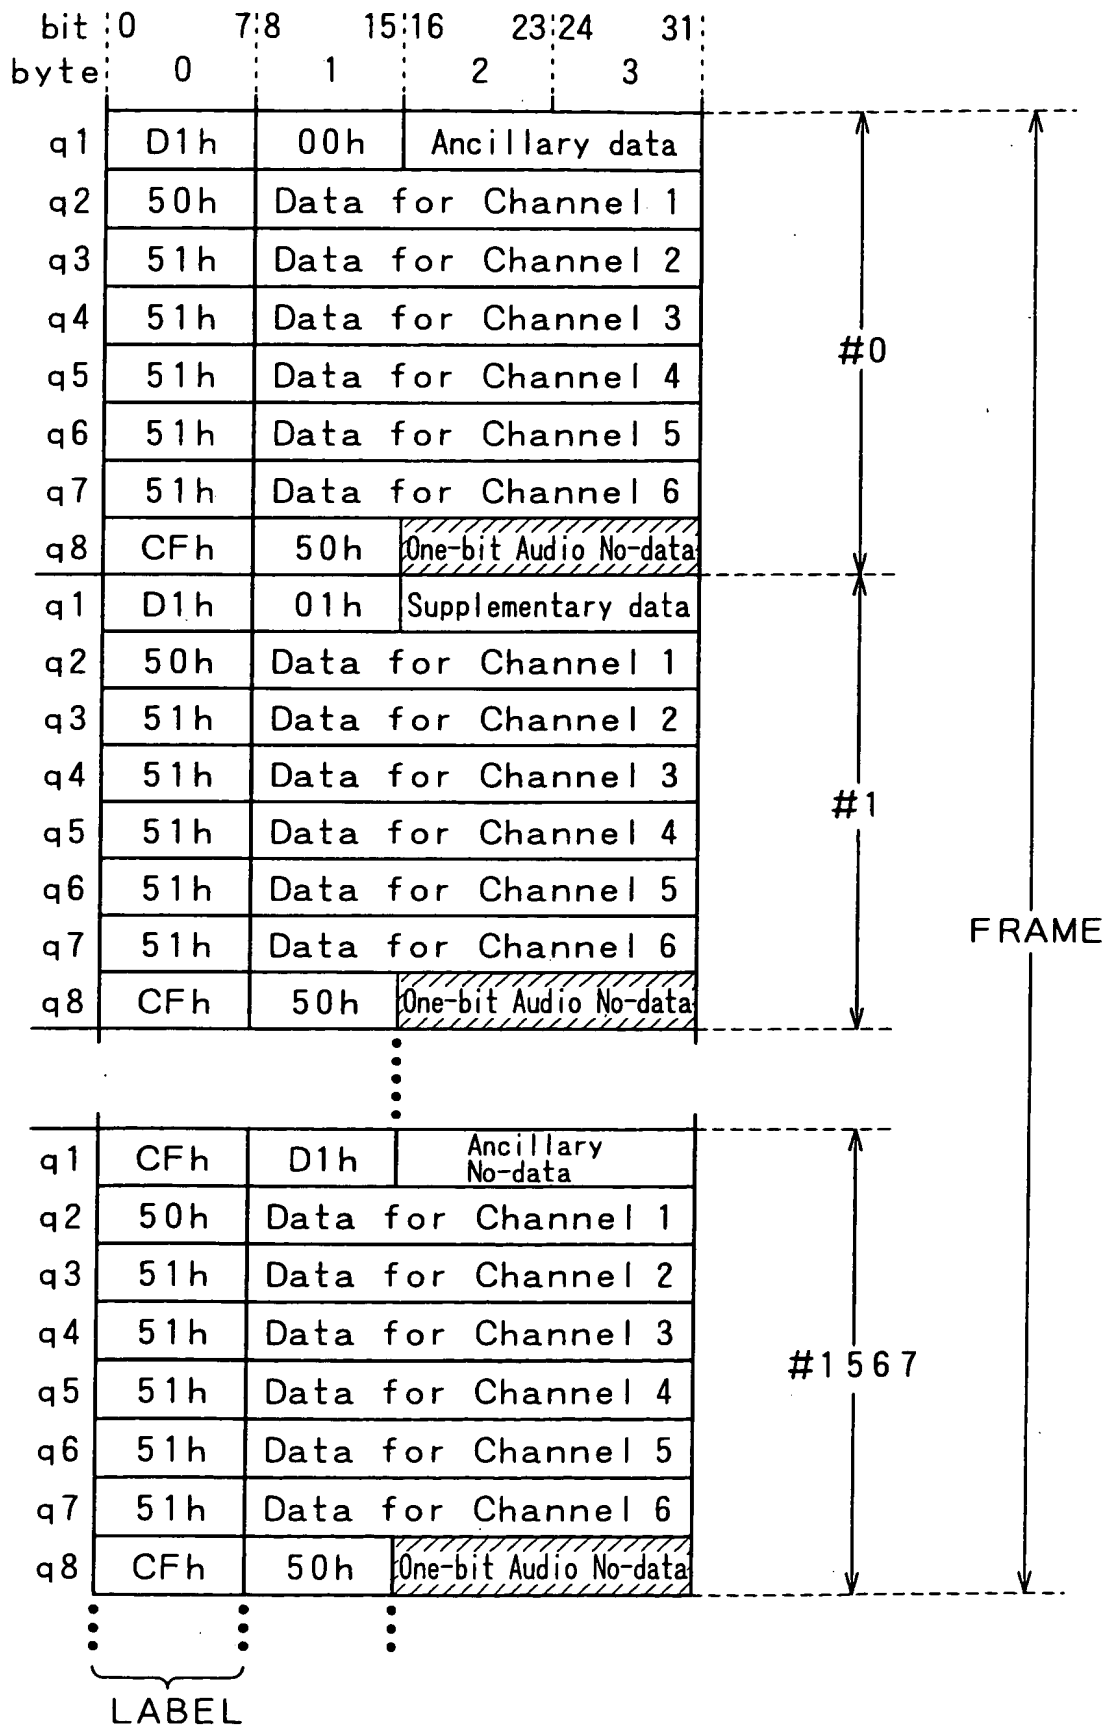 bit 0 7 8 15 16 23 24 31
byte 0 1 2 3
q1 D1h 00h Ancillary data
q2 50h Data for Channel 1
q3 51h Data for Channel 2
q4 51h Data for Channel 3
#0
q5 51h Data for Channel 4
q6 51h Data for Channel 5
q7 51h Data for Channel 6
q8 CFh 50h One-bit Audio No-data
q1 D1h 01h Supplementary data
q2 50h Data for Channel 1
q3 51h Data for Channel 2
q4 51h Data for Channel 3
#1
q5 51h Data for Channel 4
q6 51h Data for Channel 5
FRAME
q7 51h Data for Channel 6
q8 CFh 50h One-bit Audio No-data
q1 CFh D1h Ancillary
No-data
q2 50h Data for Channel 1
q3 51h Data for Channel 2
q4 51h Data for Channel 3
#1567
q5 51h Data for Channel 4
q6 51h Data for Channel 5
q7 51h Data for Channel 6
q8 CFh 50h One-bit Audio No-data
LABEL